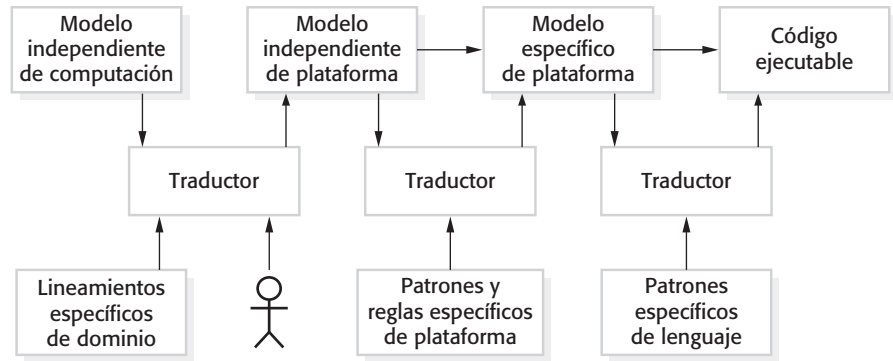 Modelo
independiente
de computación
Modelo
independiente
de plataforma
Modelo
específico
de plataforma
Código
ejecutable
Traductor
Traductor
Traductor
Lineamientos
específicos
de dominio
Patrones y
reglas específicos
de plataforma
Patrones
específicos
de lenguaje